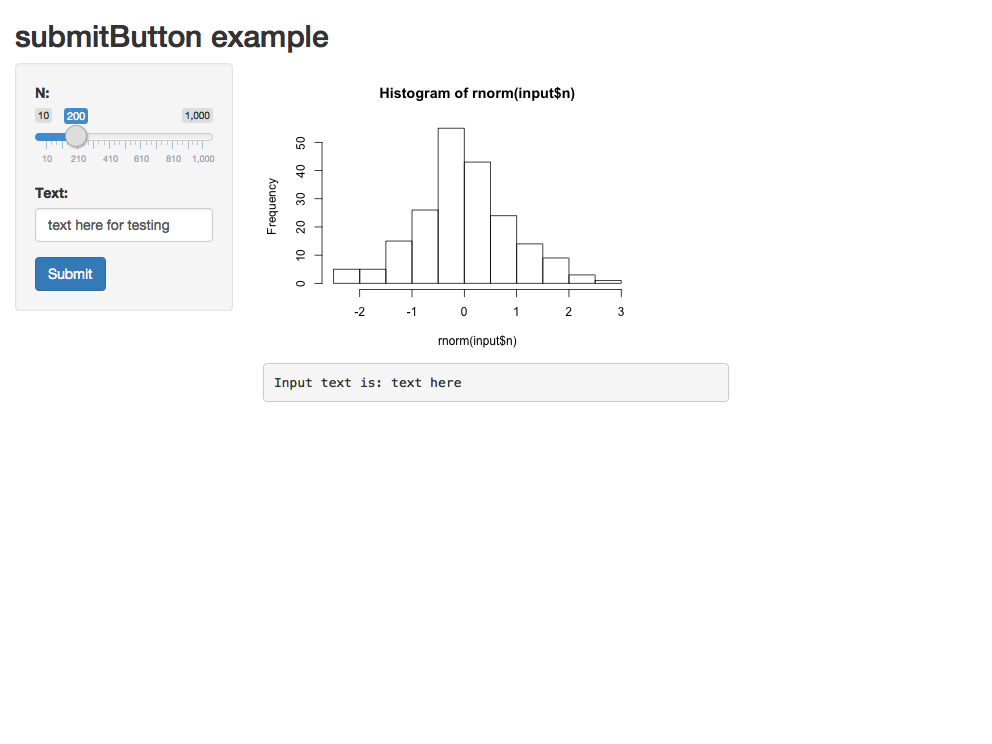 submitButton example
N:
10 200 1,000
10 210 410 610 810 1,000
Text:
text here for testing
Submit
Histogram of rnorm(input$n)
Frequency
50
40
30
20
10
0
-2 -1 0 1 2 3
rnorm(input$n)
Input text is: text here